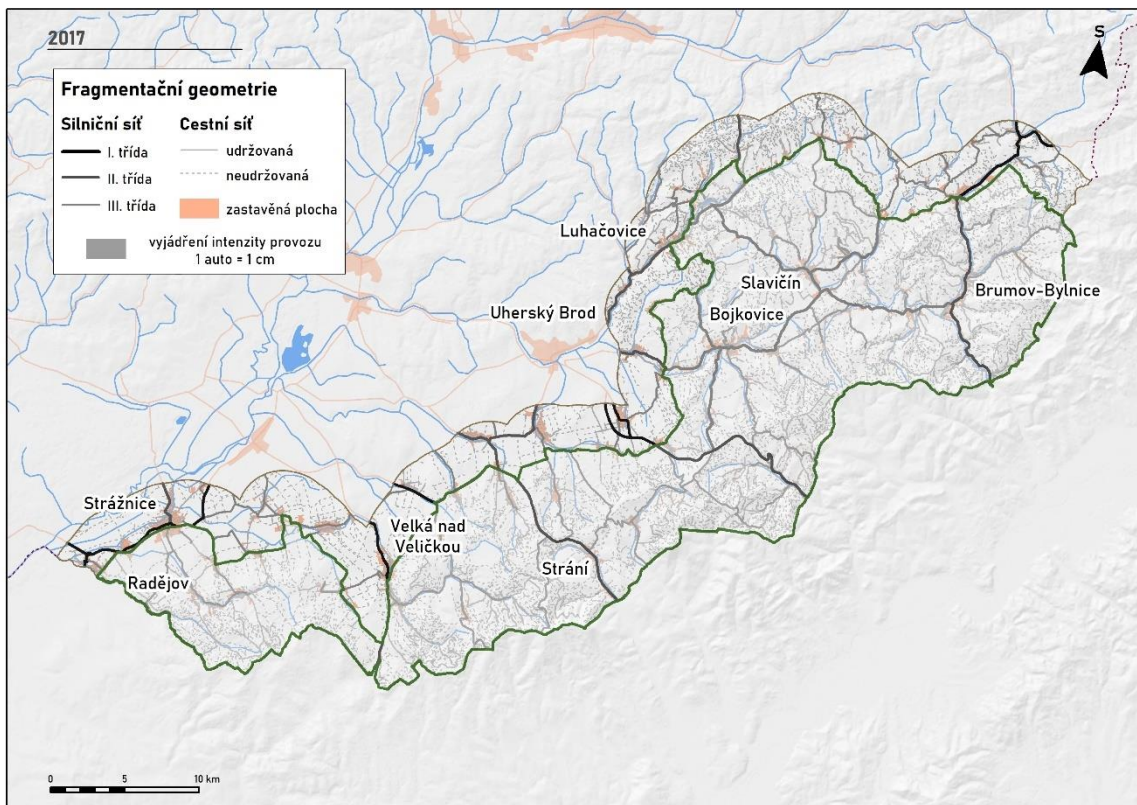 2017
S
Fragmentační geometrie
Silniční síť
Cestní síť
I. třída
udržovaná
II. třída
neudržovaná
III. třída
zastavěná plocha
vyjádření intenzity provozu
1 auto = 1 cm
Luhačovice
Slavičín
Brumov-Bylnice
Uherský Brod
Bojkovice
Strážnice
Velká nad
Veličkou
Strání
Radějov
0 5 10 km